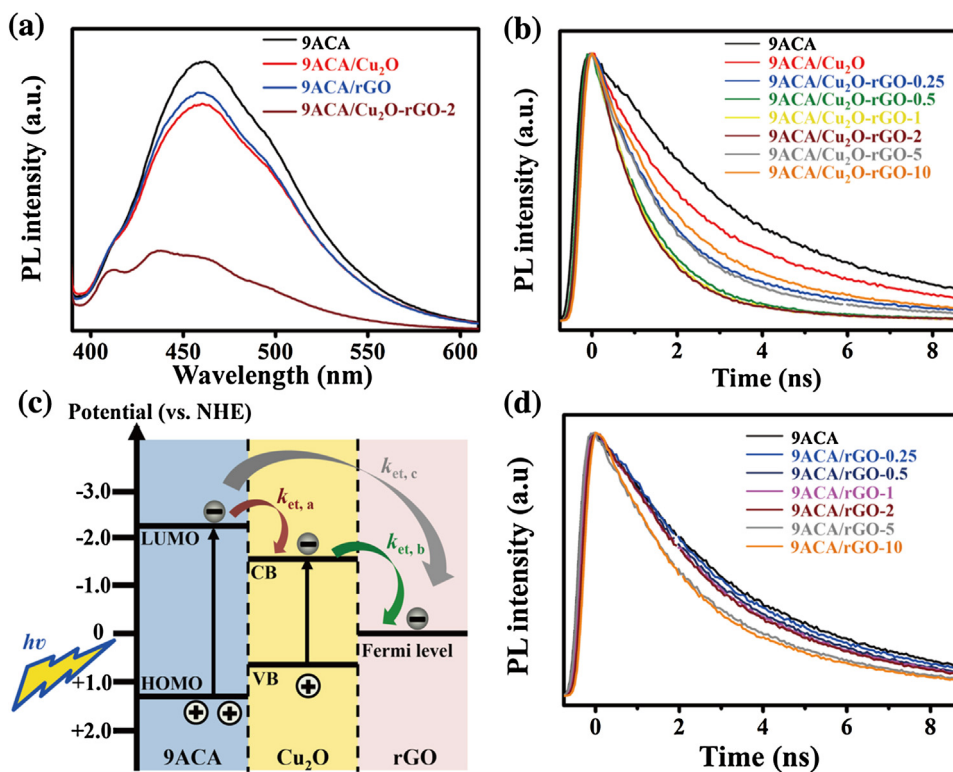 (a)
9ACA
9ACA/Cu₂O
9ACA/rGO
9ACA/Cu₂O-rGO-2
PL intensity (a.u.)
400 450 500 550 600
Wavelength (nm)
(b)
9ACA
9ACA/Cu₂O
9ACA/Cu₂O-rGO-0.25
9ACA/Cu₂O-rGO-0.5
9ACA/Cu₂O-rGO-1
9ACA/Cu₂O-rGO-2
9ACA/Cu₂O-rGO-5
9ACA/Cu₂O-rGO-10
PL intensity (a.u.)
0 2 4 6 8
Time (ns)
(c)
Potential (vs. NHE)
-3.0
-2.0
-1.0
0
+1.0
+2.0
hυ
LUMO
HOMO
9ACA
kₑₜ, ₐ
CB
VB
Cu₂O
kₑₜ, b
kₑₜ, c
Fermi level
rGO
(d)
9ACA
9ACA/rGO-0.25
9ACA/rGO-0.5
9ACA/rGO-1
9ACA/rGO-2
9ACA/rGO-5
9ACA/rGO-10
PL intensity (a.u)
0 2 4 6 8
Time (ns)